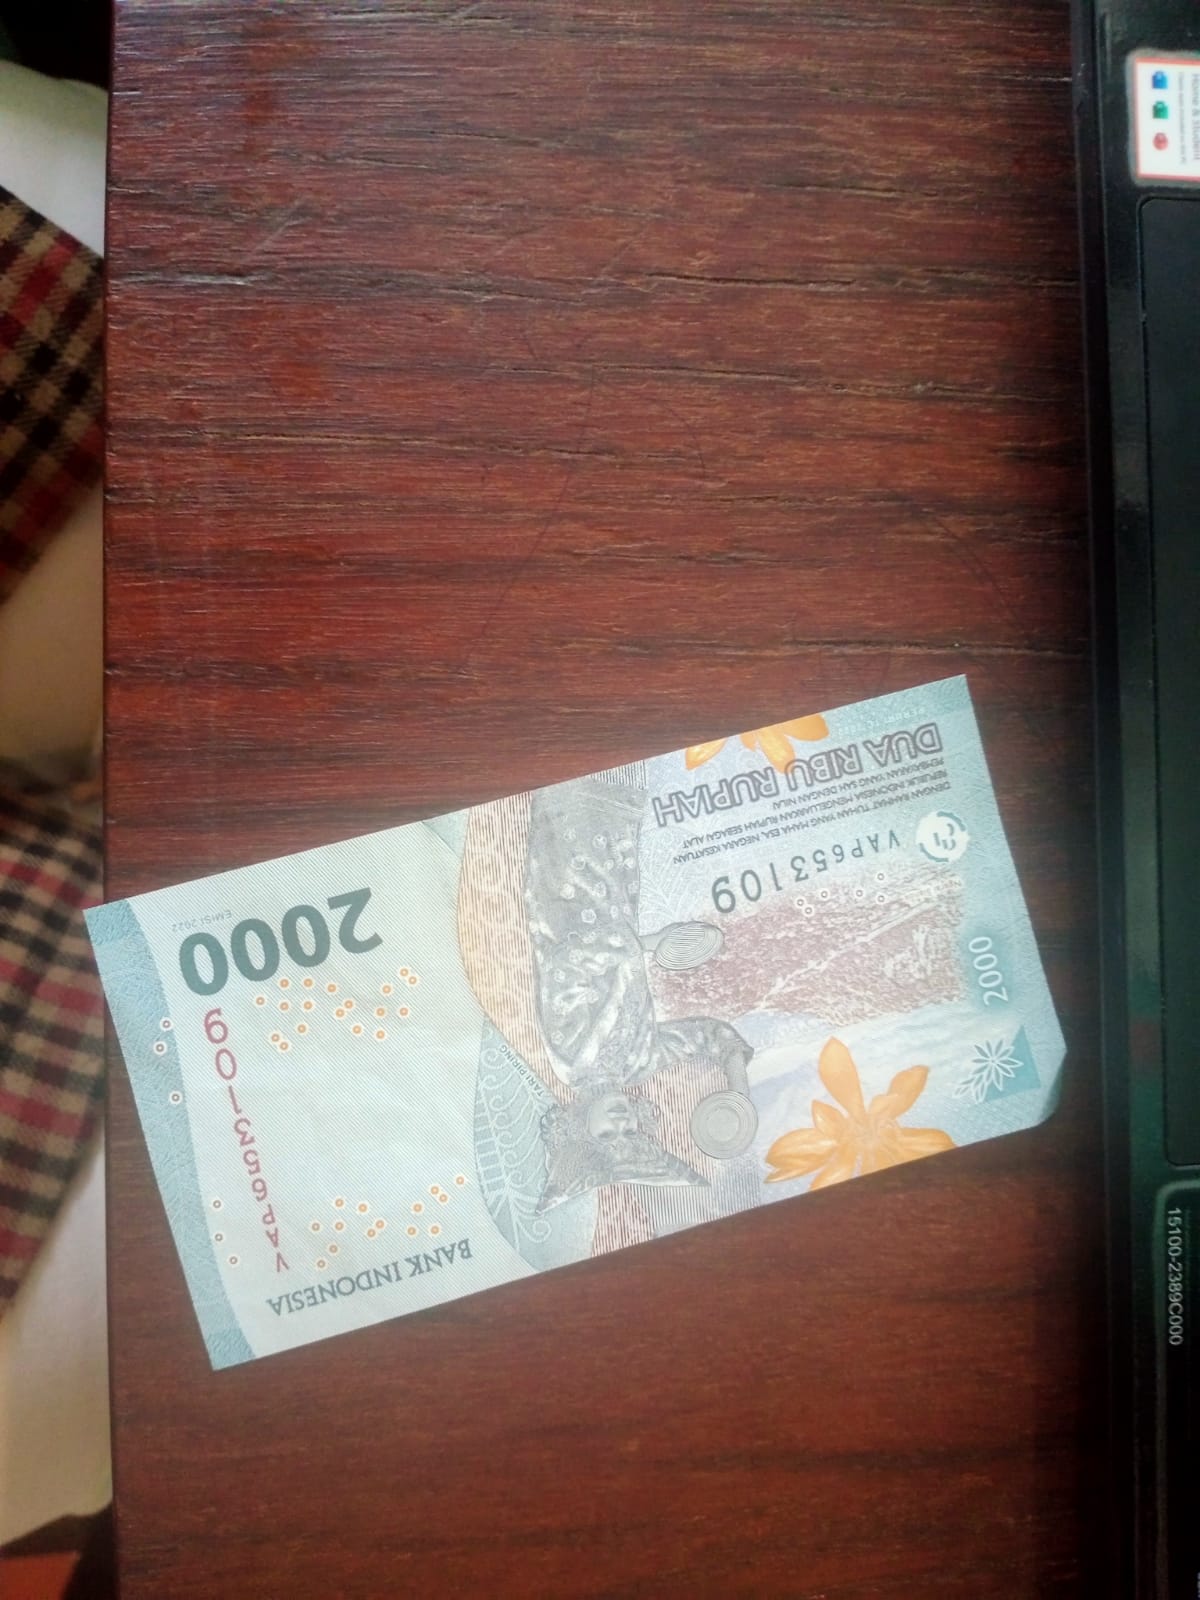 DUA RIBU RUPIAH
DENGAN RAHMAT TUHAN YANG MAHA ESA, NEGARA KESATUAN
REPUBLIK INDONESIA MENGELUARKAN RUPIAH SEBAGAI ALAT
PEMBAYARAN YANG SAH DENGAN NILAI
VAP653109
2000
TARI PIRING
2000
EMISI 2022
VAP653109
BANK INDONESIA
15100-2389C000